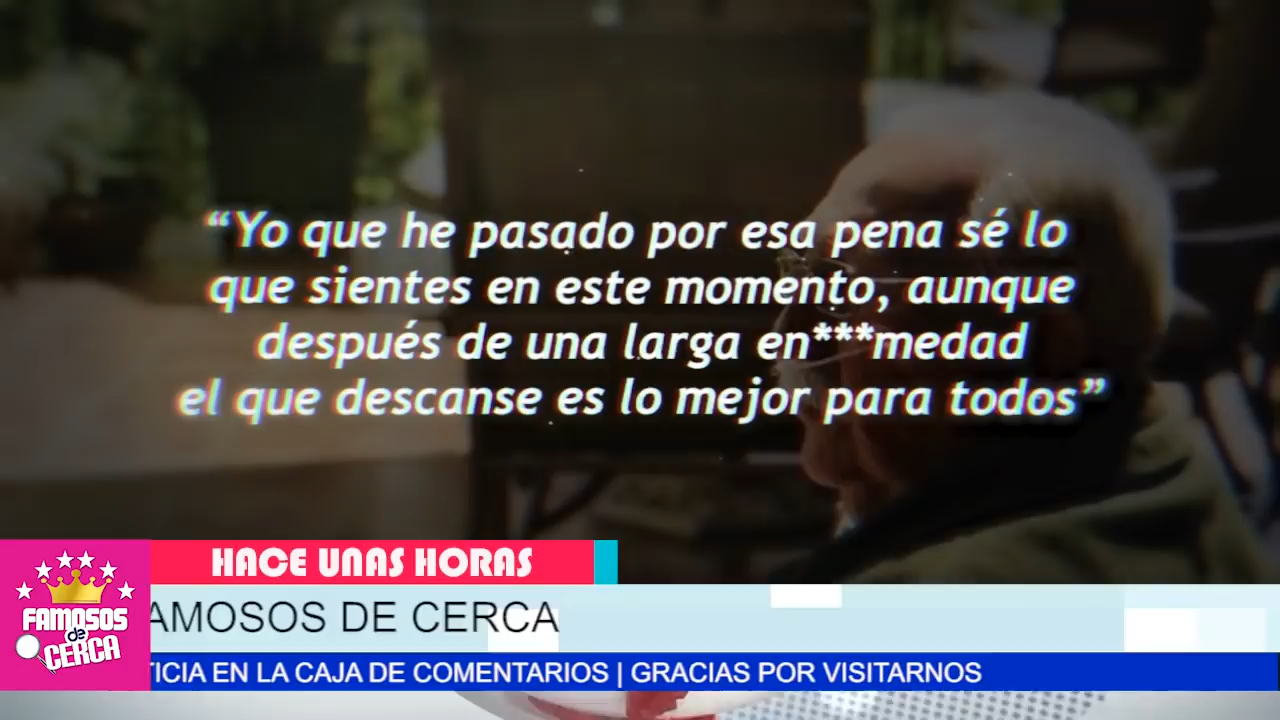 “Yo que he pasado por esa pena sé lo
que sientes en este momento, aunque
después de una larga en***medad
el que descanse es lo mejor para todos”
HACE UNAS HORAS
FAMOSOS
de
CERCA
AMOSOS DE CERCA
TICIA EN LA CAJA DE COMENTARIOS | GRACIAS POR VISITARNOS